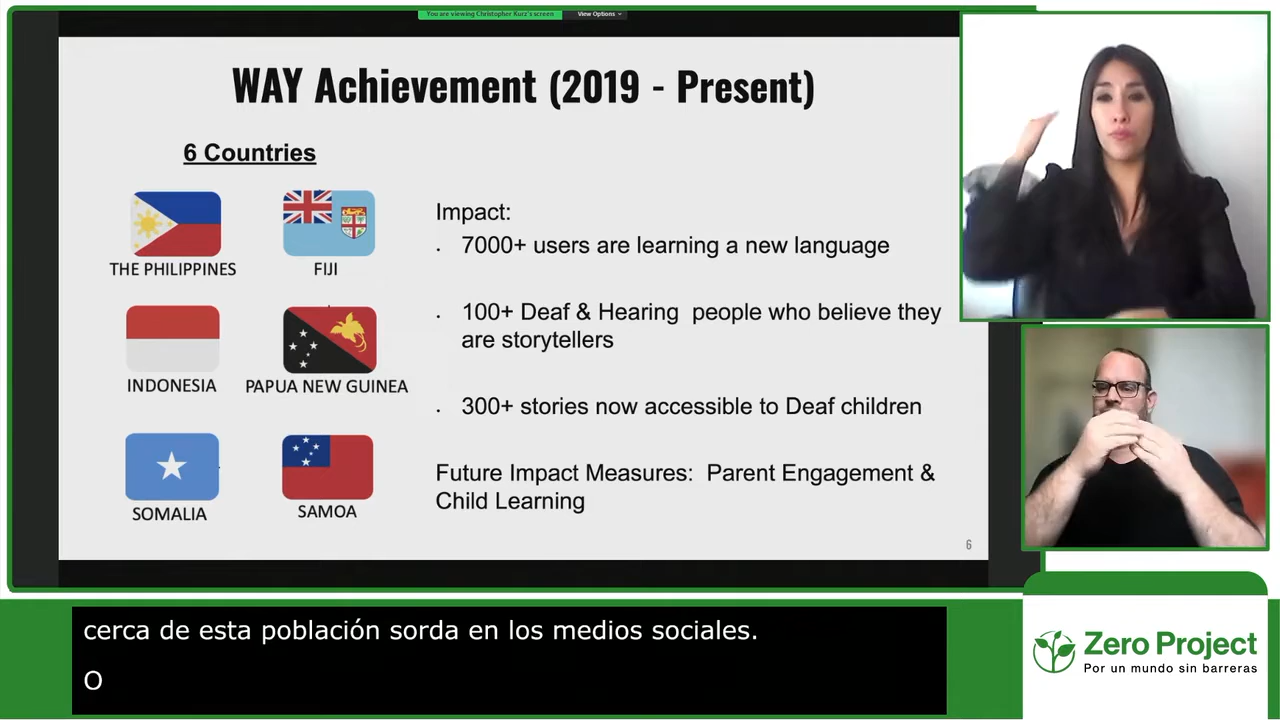 You are viewing Christopher Kurz's screen
View Options
WAY Achievement (2019 - Present)
6 Countries
THE PHILIPPINES
FIJI
INDONESIA
PAPUA NEW GUINEA
SOMALIA
SAMOA
Impact:
7000+ users are learning a new language
100+ Deaf & Hearing people who believe they
are storytellers
300+ stories now accessible to Deaf children
Future Impact Measures: Parent Engagement &
Child Learning
6
cerca de esta población sorda en los medios sociales.
O
Zero Project
Por un mundo sin barreras